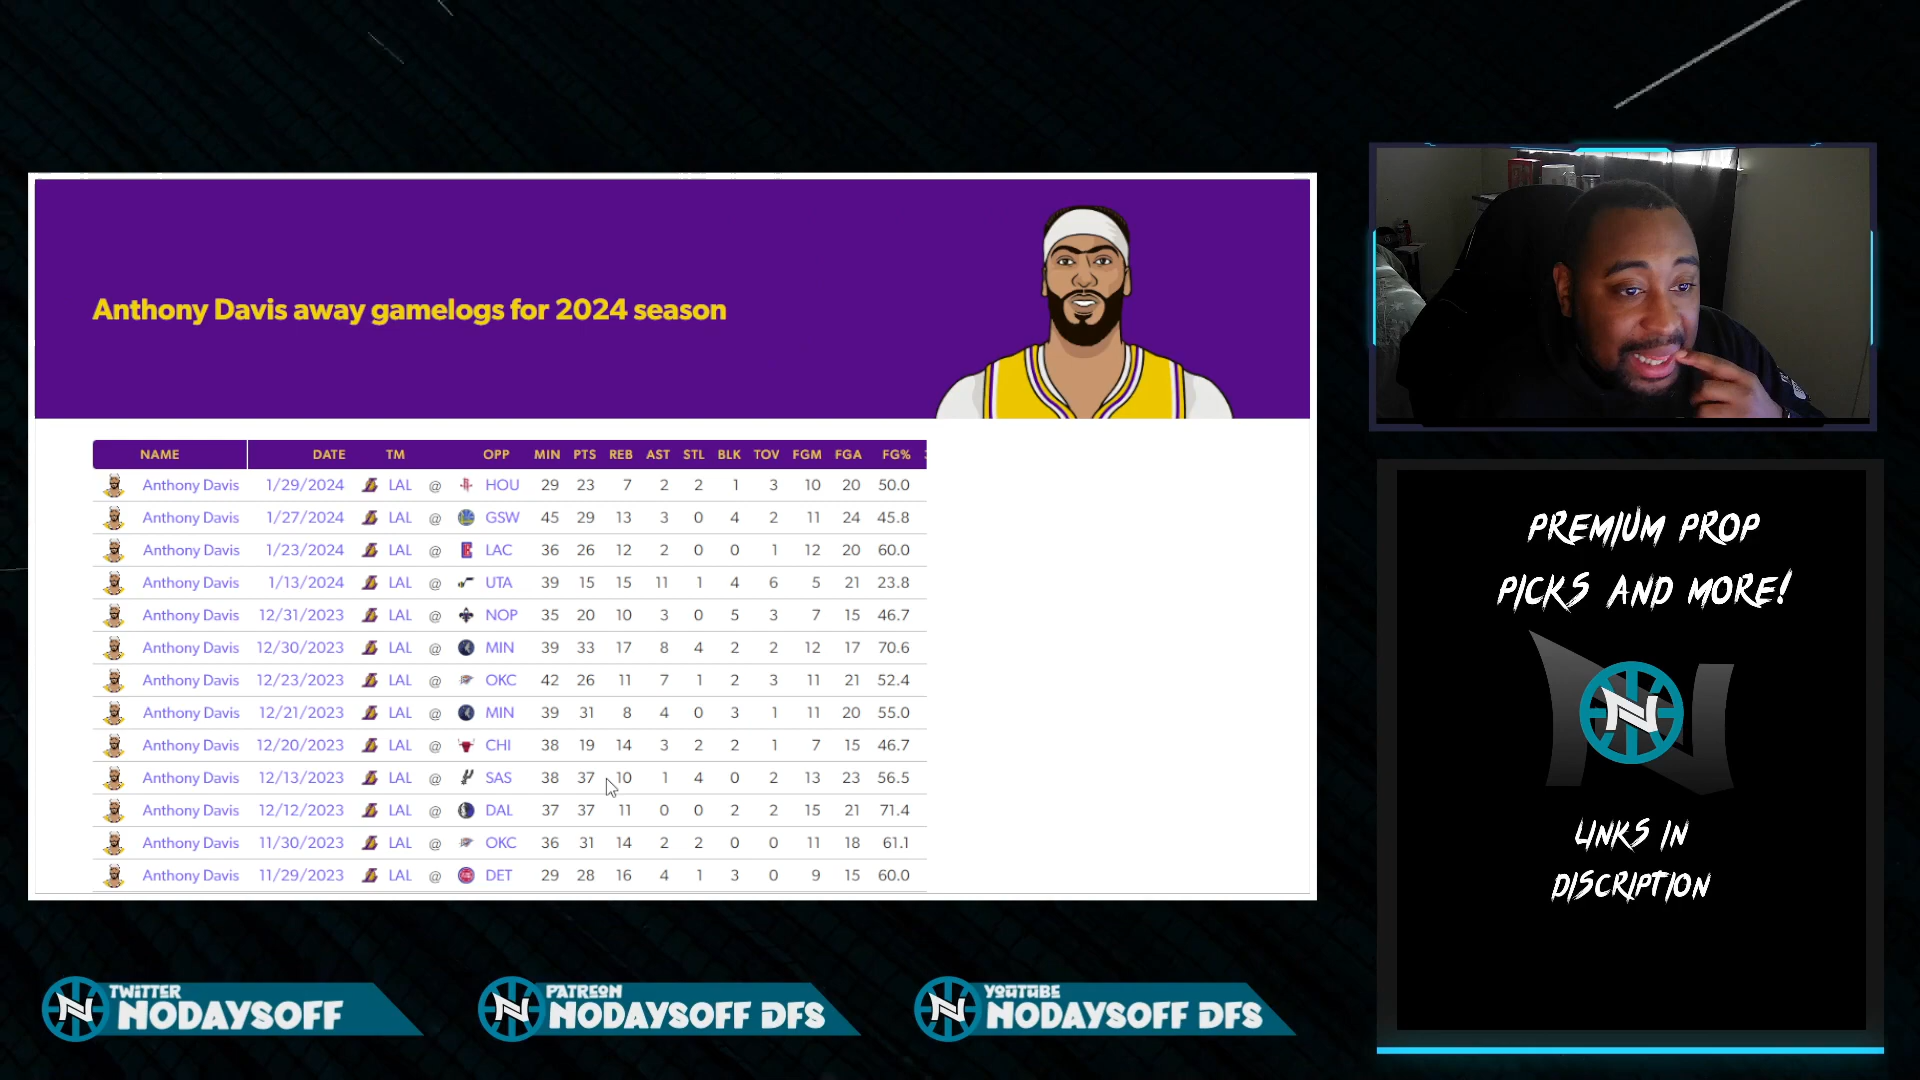 Anthony Davis away gamelogs for 2024 season
NAME DATE TM OPP MIN PTS REB AST STL BLK TOV FGM FGA FG%
Anthony Davis 1/29/2024 LAL @ HOU 29 23 7 2 2 1 3 10 20 50.0
Anthony Davis 1/27/2024 LAL @ GSW 45 29 13 3 0 4 2 11 24 45.8
Anthony Davis 1/23/2024 LAL @ LAC 36 26 12 2 0 0 1 12 20 60.0
Anthony Davis 1/13/2024 LAL @ UTA 39 15 15 11 1 4 6 5 21 23.8
Anthony Davis 12/31/2023 LAL @ NOP 35 20 10 3 0 5 3 7 15 46.7
Anthony Davis 12/30/2023 LAL @ MIN 39 33 17 8 4 2 2 12 17 70.6
Anthony Davis 12/23/2023 LAL @ OKC 42 26 11 7 1 2 3 11 21 52.4
Anthony Davis 12/21/2023 LAL @ MIN 39 31 8 4 0 3 1 11 20 55.0
Anthony Davis 12/20/2023 LAL @ CHI 38 19 14 3 2 2 1 7 15 46.7
Anthony Davis 12/13/2023 LAL @ SAS 38 37 10 1 4 0 2 13 23 56.5
Anthony Davis 12/12/2023 LAL @ DAL 37 37 11 0 0 2 2 15 21 71.4
Anthony Davis 11/30/2023 LAL @ OKC 36 31 14 2 2 0 0 11 18 61.1
Anthony Davis 11/29/2023 LAL @ DET 29 28 16 4 1 3 0 9 15 60.0
PREMIUM PROP
PICKS AND MORE!
LINKS IN
DISCRIPTION
TWITTER
NODAYSOFF
PATREON
NODAYSOFF DFS
YOUTUBE
NODAYSOFF DFS